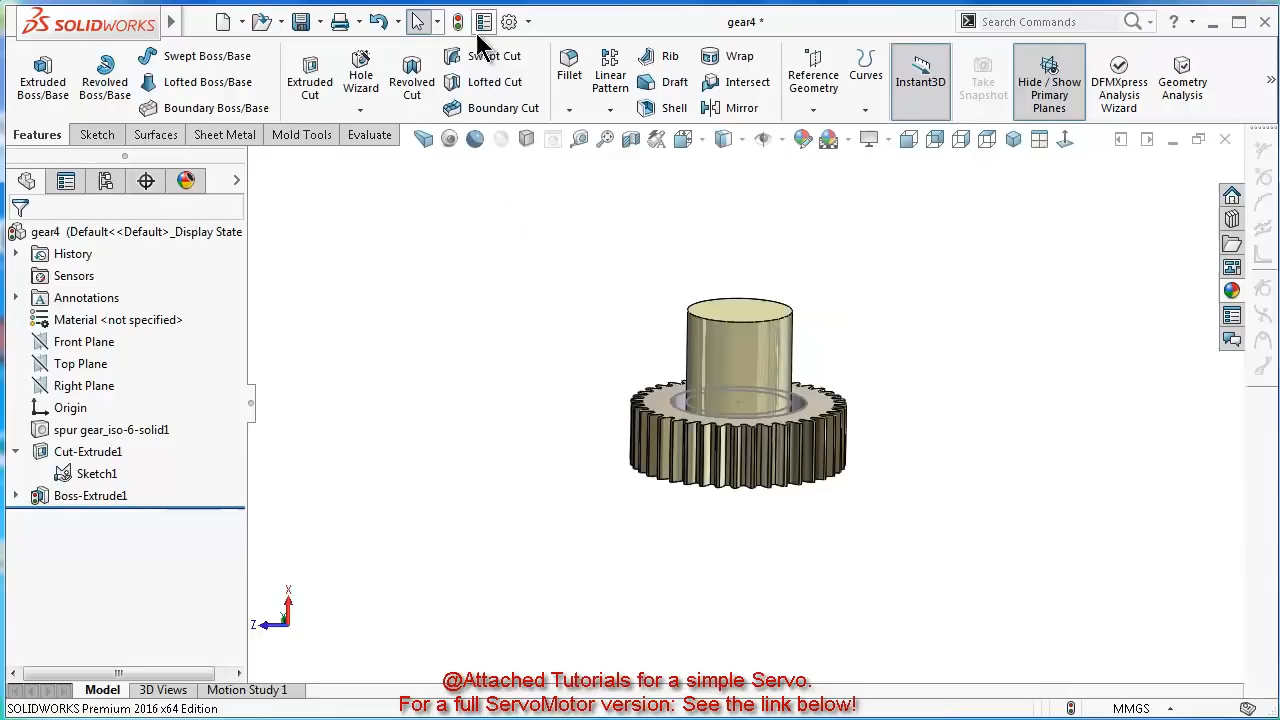 SOLIDWORKS
gear4 *
Search Commands
Extruded Boss/Base
Revolved Boss/Base
Swept Boss/Base
Lofted Boss/Base
Boundary Boss/Base
Extruded Cut
Hole Wizard
Revolved Cut
Swept Cut
Lofted Cut
Boundary Cut
Fillet
Linear Pattern
Rib
Draft
Shell
Wrap
Intersect
Mirror
Reference Geometry
Curves
Instant3D
Take Snapshot
Hide / Show Primary Planes
DFMXpress Analysis Wizard
Geometry Analysis
Features
Sketch
Surfaces
Sheet Metal
Mold Tools
Evaluate
gear4 (Default<<Default>_Display State
History
Sensors
Annotations
Material <not specified>
Front Plane
Top Plane
Right Plane
Origin
spur gear_iso-6-solid1
Cut-Extrude1
Sketch1
Boss-Extrude1
X
Z
Model
3D Views
Motion Study 1
@Attached Tutorials for a simple Servo.
For a full ServoMotor version: See the link below!
SOLIDWORKS Premium 2016 x64 Edition
MMGS